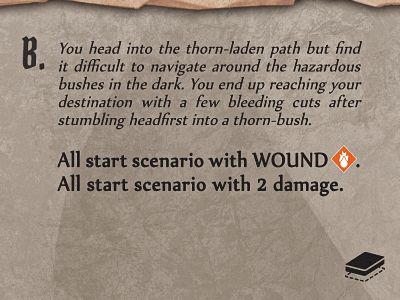 B. You head into the thorn-laden path but find
it difficult to navigate around the hazardous
bushes in the dark. You end up reaching your
destination with a few bleeding cuts after
stumbling headfirst into a thorn-bush.
All start scenario with WOUND .
All start scenario with 2 damage.